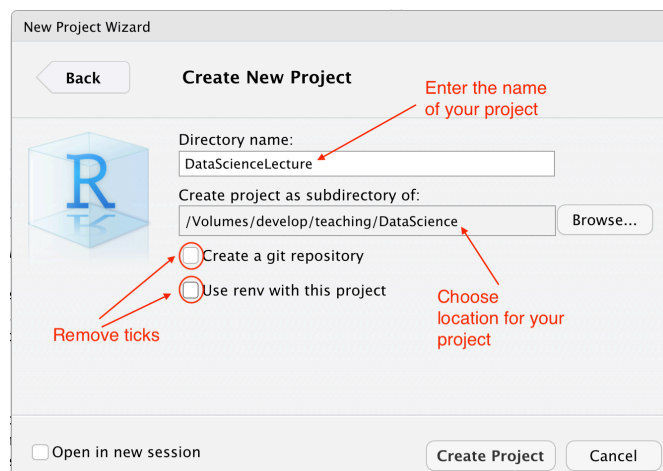 New Project Wizard
Back
Create New Project
Enter the name
of your project
Directory name:
DataScienceLecture
Create project as subdirectory of:
/Volumes/develop/teaching/DataScience
Browse...
Create a git repository
Use renv with this project
Remove ticks
Choose
location for your
project
R
Open in new session
Create Project
Cancel